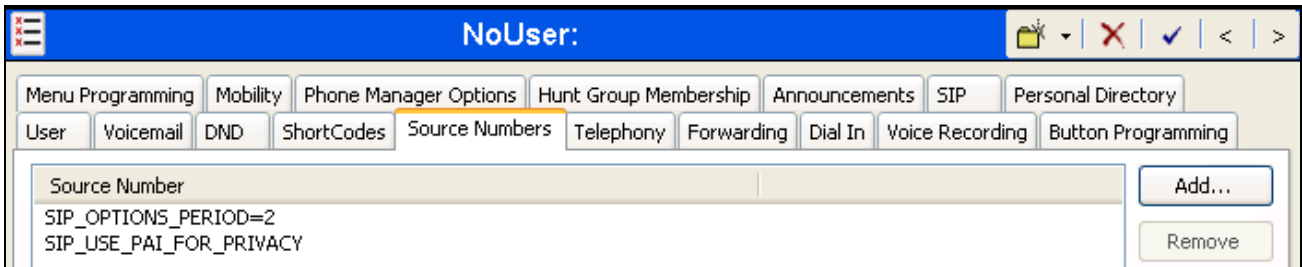 NoUser:
Menu Programming Mobility Phone Manager Options Hunt Group Membership Announcements SIP Personal Directory
User Voicemail DND ShortCodes Source Numbers Telephony Forwarding Dial In Voice Recording Button Programming
Source Number Add...
SIP_OPTIONS_PERIOD=2
SIP_USE_PAI_FOR_PRIVACY Remove